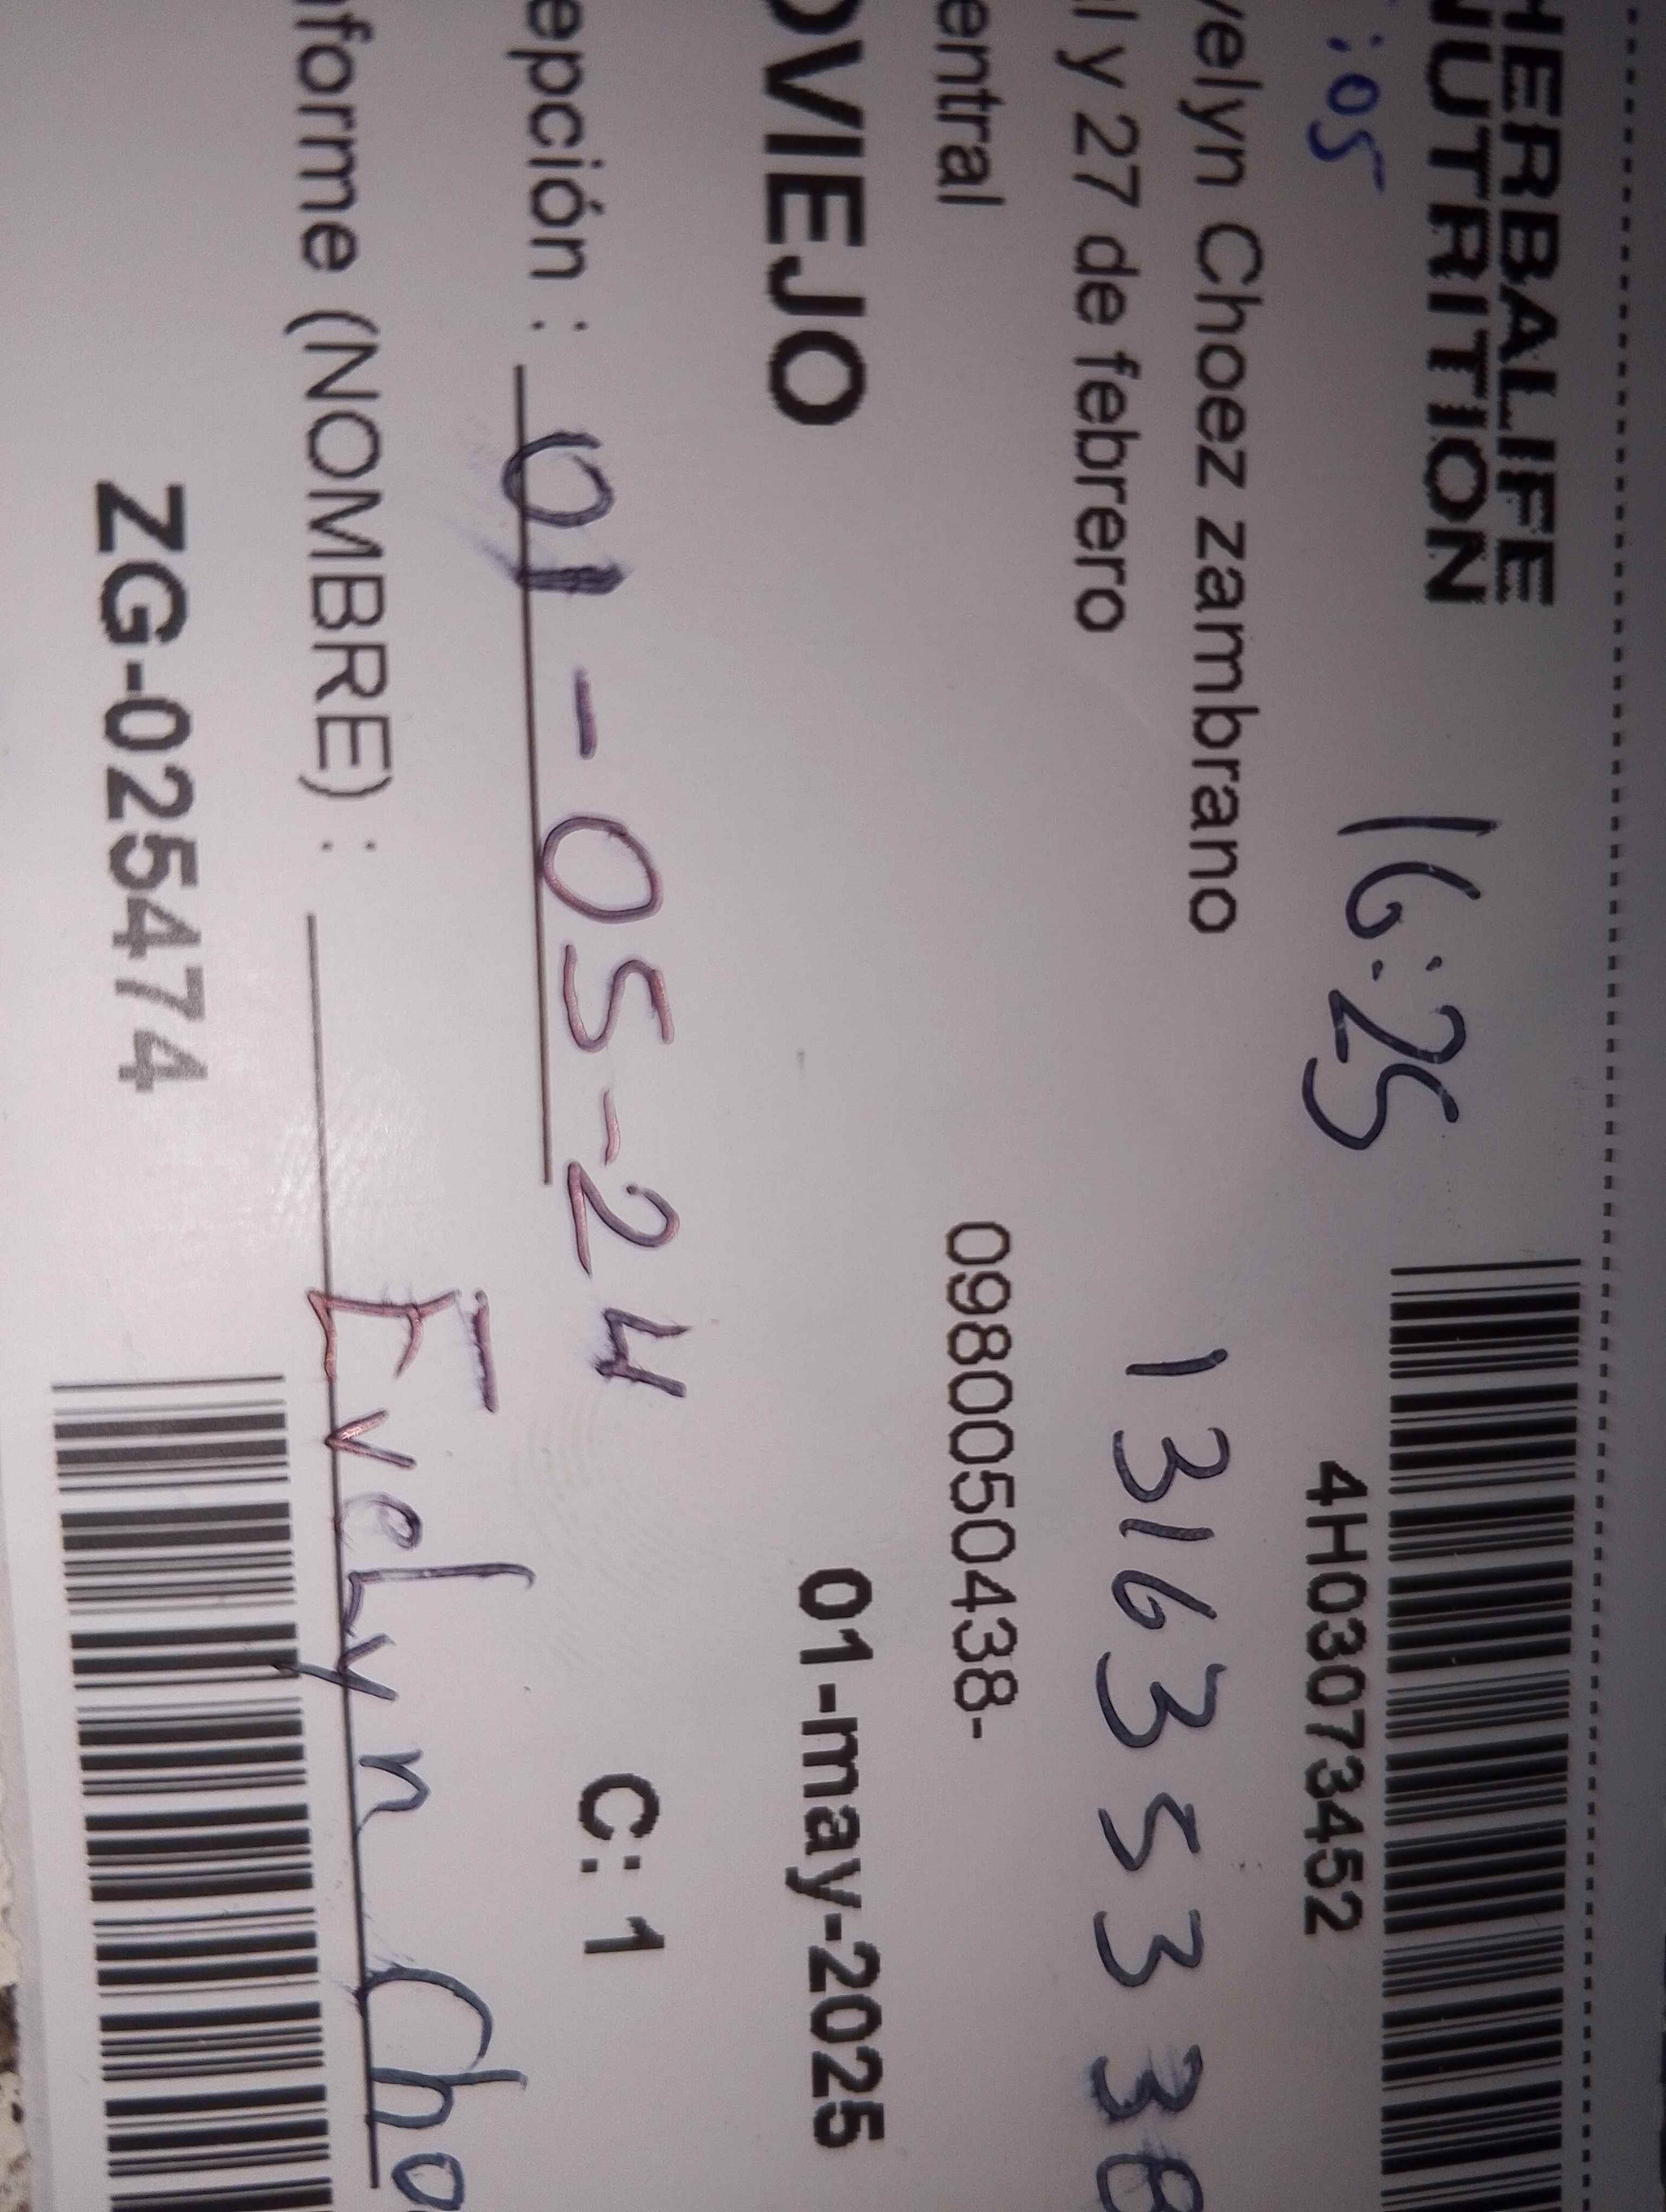 HERBALIFE
NUTRITION
:05
16:25
4H03073452
velyn Choez zambrano
l y 27 de febrero
131635338
entral
0980050438-
OVIEJO
01-may-2025
epción :
01-05-24
C: 1
nforme (NOMBRE) :
Evelyn Cho
ZG-025474